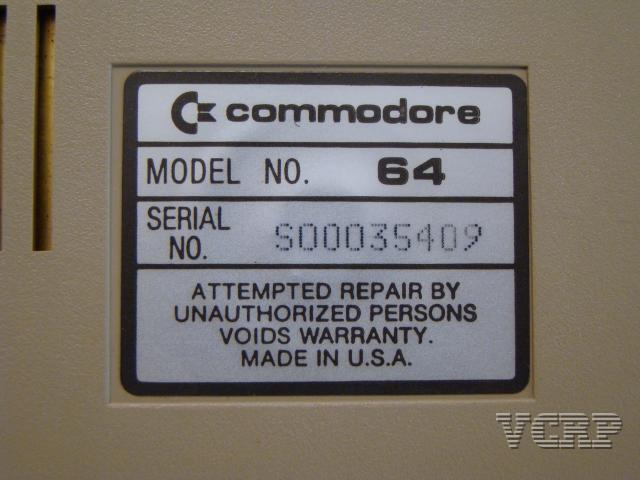 commodore
MODEL NO. 64
SERIAL NO. S00035409
ATTEMPTED REPAIR BY
UNAUTHORIZED PERSONS
VOIDS WARRANTY.
MADE IN U.S.A.
VCRP